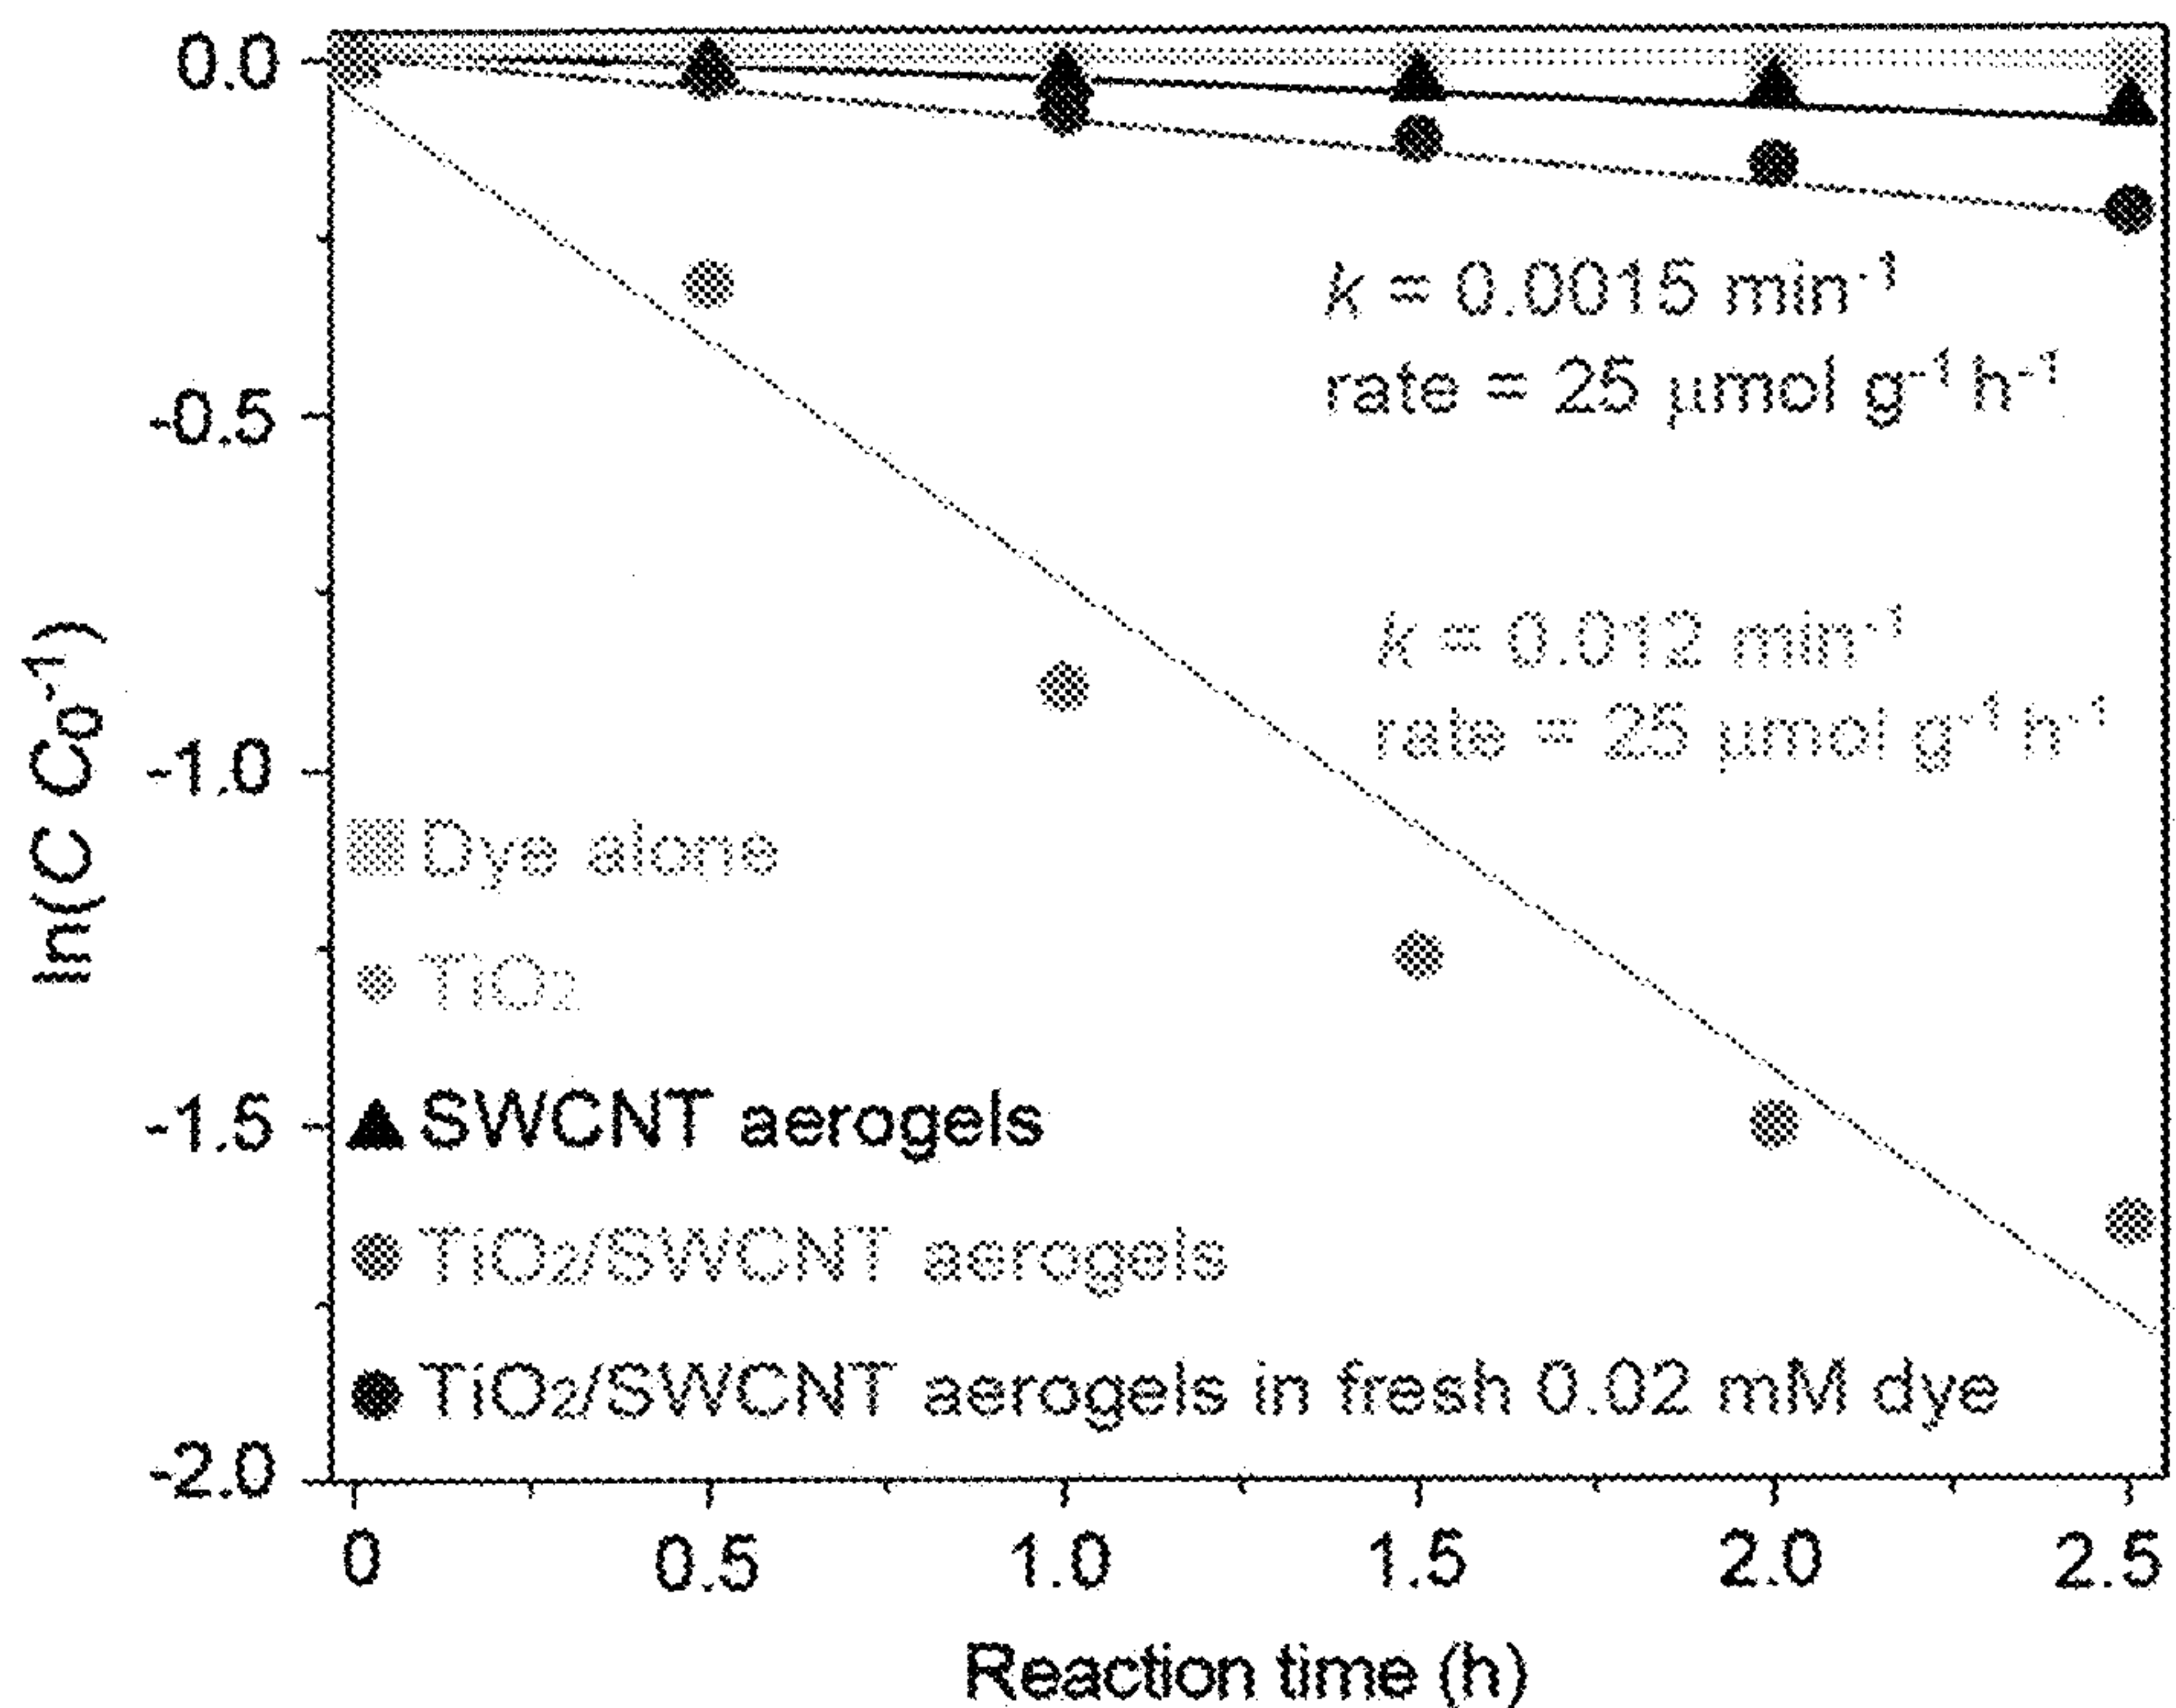 0.0
-0.5
-1.0
-1.5
-2.0
ln(C C₀⁻¹)
k = 0.0015 min⁻¹
rate = 25 µmol g⁻¹ h⁻¹
k = 0.012 min⁻¹
rate = 25 µmol g⁻¹ h⁻¹
Dye alone
TiO₂
SWCNT aerogels
TiO₂/SWCNT aerogels
TiO₂/SWCNT aerogels in fresh 0.02 mM dye
0 0.5 1.0 1.5 2.0 2.5
Reaction time (h)